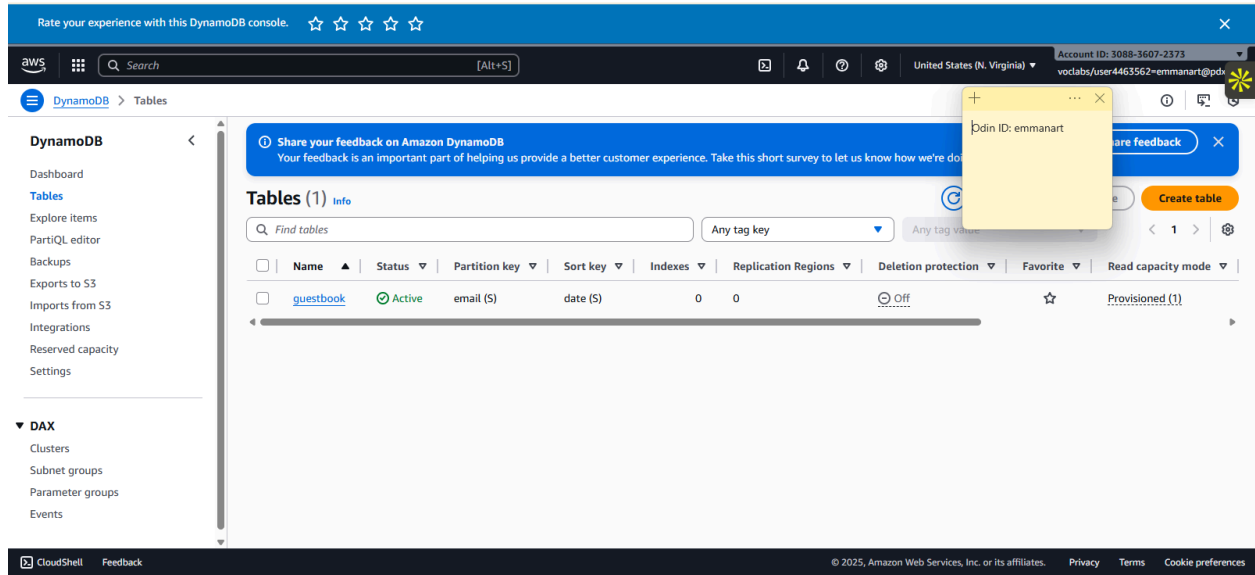 Rate your experience with this DynamoDB console.
aws
Search
[Alt+S]
United States (N. Virginia)
Account ID: 3088-3607-2373
voclabs/user4463562=emmanart@pdx
DynamoDB > Tables
DynamoDB
Dashboard
Tables
Explore items
PartiQL editor
Backups
Exports to S3
Imports from S3
Integrations
Reserved capacity
Settings
DAX
Clusters
Subnet groups
Parameter groups
Events
Share your feedback on Amazon DynamoDB
Your feedback is an important part of helping us provide a better customer experience. Take this short survey to let us know how we're doi
are feedback
Odin ID: emmanart
Tables (1) Info
e
Create table
Find tables
Any tag key
Any tag value
1
Name Status Partition key Sort key Indexes Replication Regions Deletion protection Favorite Read capacity mode
guestbook Active email (S) date (S) 0 0 Off Provisioned (1)
CloudShell Feedback © 2025, Amazon Web Services, Inc. or its affiliates. Privacy Terms Cookie preferences